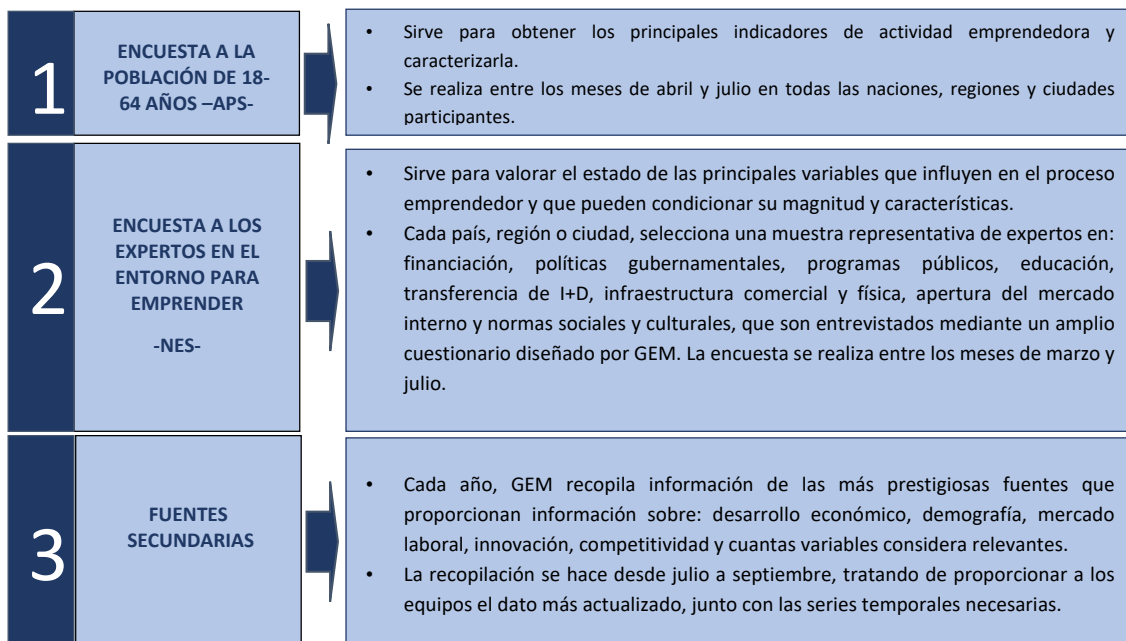 1
ENCUESTA A LA
POBLACIÓN DE 18-
64 AÑOS –APS-
• Sirve para obtener los principales indicadores de actividad emprendedora y
caracterizarla.
• Se realiza entre los meses de abril y julio en todas las naciones, regiones y ciudades
participantes.
2
ENCUESTA A LOS
EXPERTOS EN EL
ENTORNO PARA
EMPRENDER
-NES-
• Sirve para valorar el estado de las principales variables que influyen en el proceso
emprendedor y que pueden condicionar su magnitud y características.
• Cada país, región o ciudad, selecciona una muestra representativa de expertos en:
financiación, políticas gubernamentales, programas públicos, educación,
transferencia de I+D, infraestructura comercial y física, apertura del mercado
interno y normas sociales y culturales, que son entrevistados mediante un amplio
cuestionario diseñado por GEM. La encuesta se realiza entre los meses de marzo y
julio.
3
FUENTES
SECUNDARIAS
• Cada año, GEM recopila información de las más prestigiosas fuentes que
proporcionan información sobre: desarrollo económico, demografía, mercado
laboral, innovación, competitividad y cuantas variables considera relevantes.
• La recopilación se hace desde julio a septiembre, tratando de proporcionar a los
equipos el dato más actualizado, junto con las series temporales necesarias.